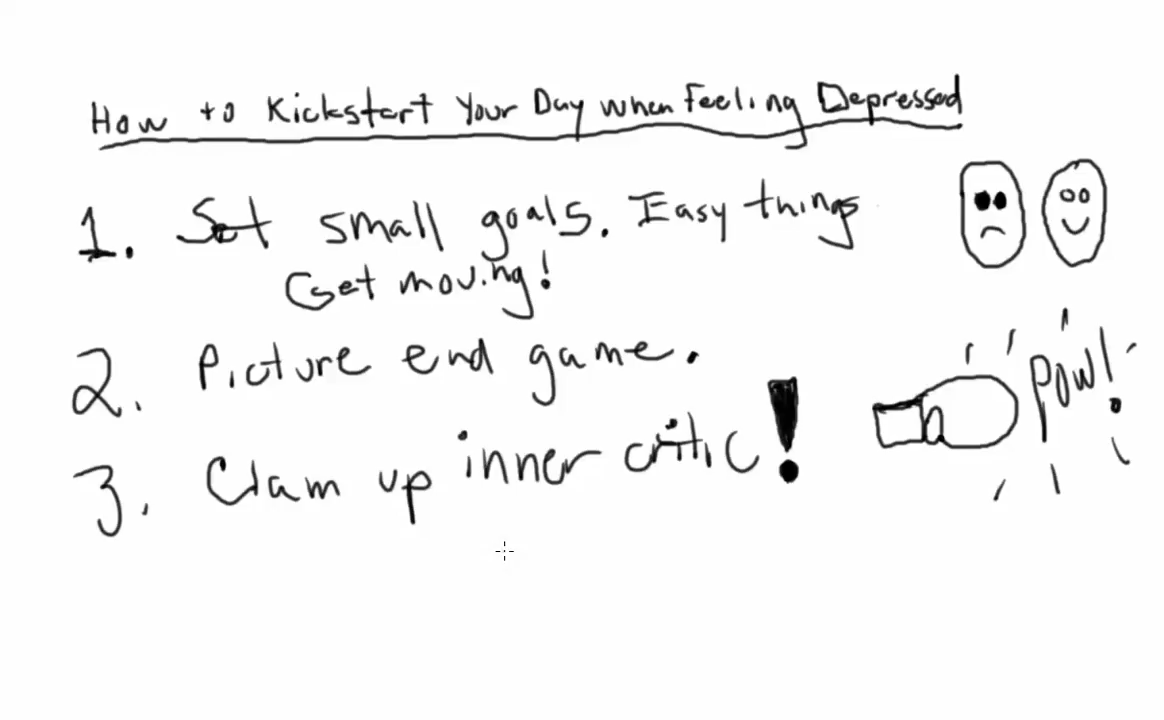 How to Kickstart Your Day when Feeling Depressed
1. Set small goals. Easy things
Get moving!
2. Picture end game.
POW!
3. Clam up inner critic!